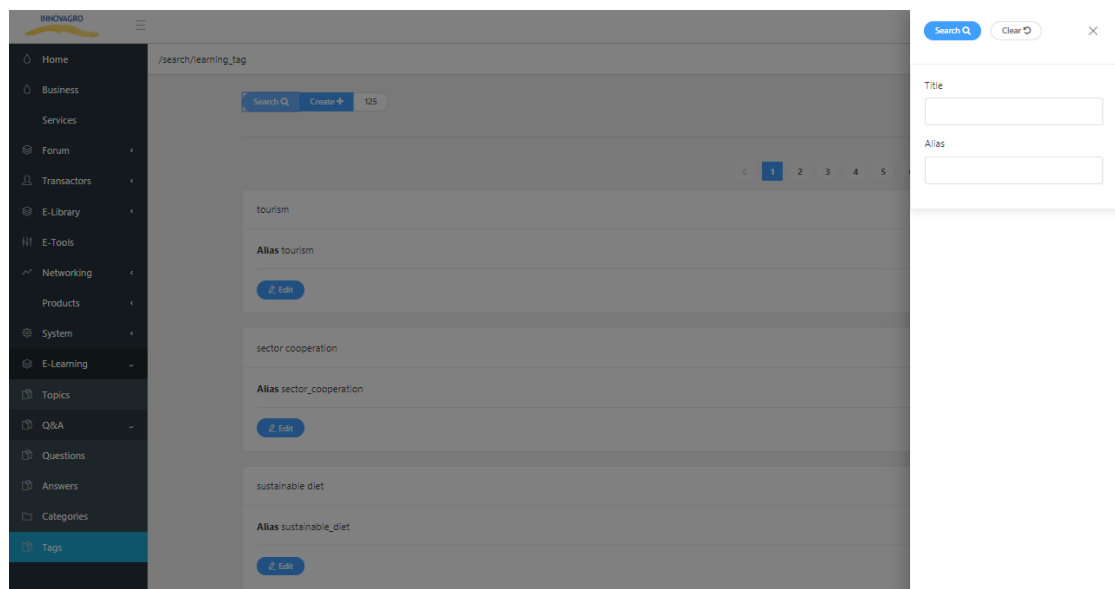 INNOVAGRO
Home
Business
Services
Forum
Transactors
E-Library
E-Tools
Networking
Products
System
E-Learning
Topics
Q&A
Questions
Answers
Categories
Tags
/search/learning_tag
Search Create 125
1 2 3 4 5
tourism
Alias tourism
Edit
sector cooperation
Alias sector_cooperation
Edit
sustainable diet
Alias sustainable_diet
Edit
Search Clear
Title
Alias